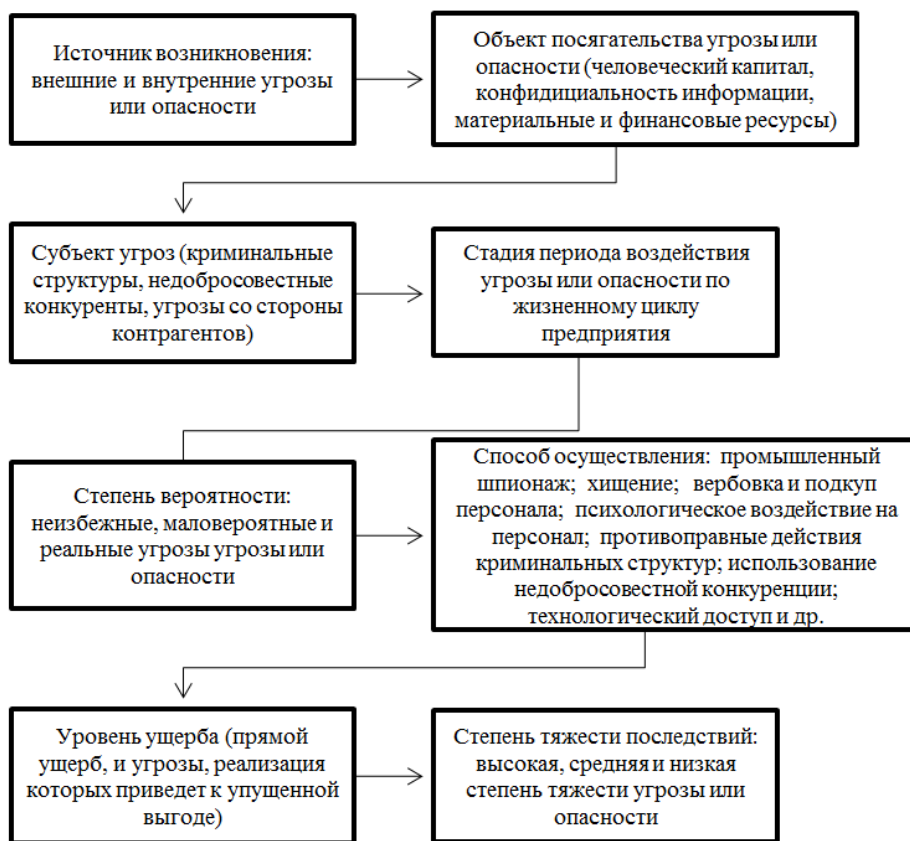 Источник возникновения:
внешние и внутренние угрозы
или опасности
Объект посягательства угрозы или
опасности (человеческий капитал,
конфидициальность информации,
материальные и финансовые ресурсы)
Субъект угроз (криминальные
структуры, недобросовестные
конкуренты, угрозы со стороны
контрагентов)
Стадия периода воздействия
угрозы или опасности по
жизненному циклу
предприятия
Степень вероятности:
неизбежные, маловероятные и
реальные угрозы угрозы или
опасности
Способ осуществления: промышленный
шпионаж; хищение; вербовка и подкуп
персонала; психологическое воздействие на
персонал; противоправные действия
криминальных структур; использование
недобросовестной конкуренции;
технологический доступ и др.
Уровень ущерба (прямой
ущерб, и угрозы, реализация
которых приведет к упущенной
выгоде)
Степень тяжести последствий:
высокая, средняя и низкая
степень тяжести угрозы или
опасности